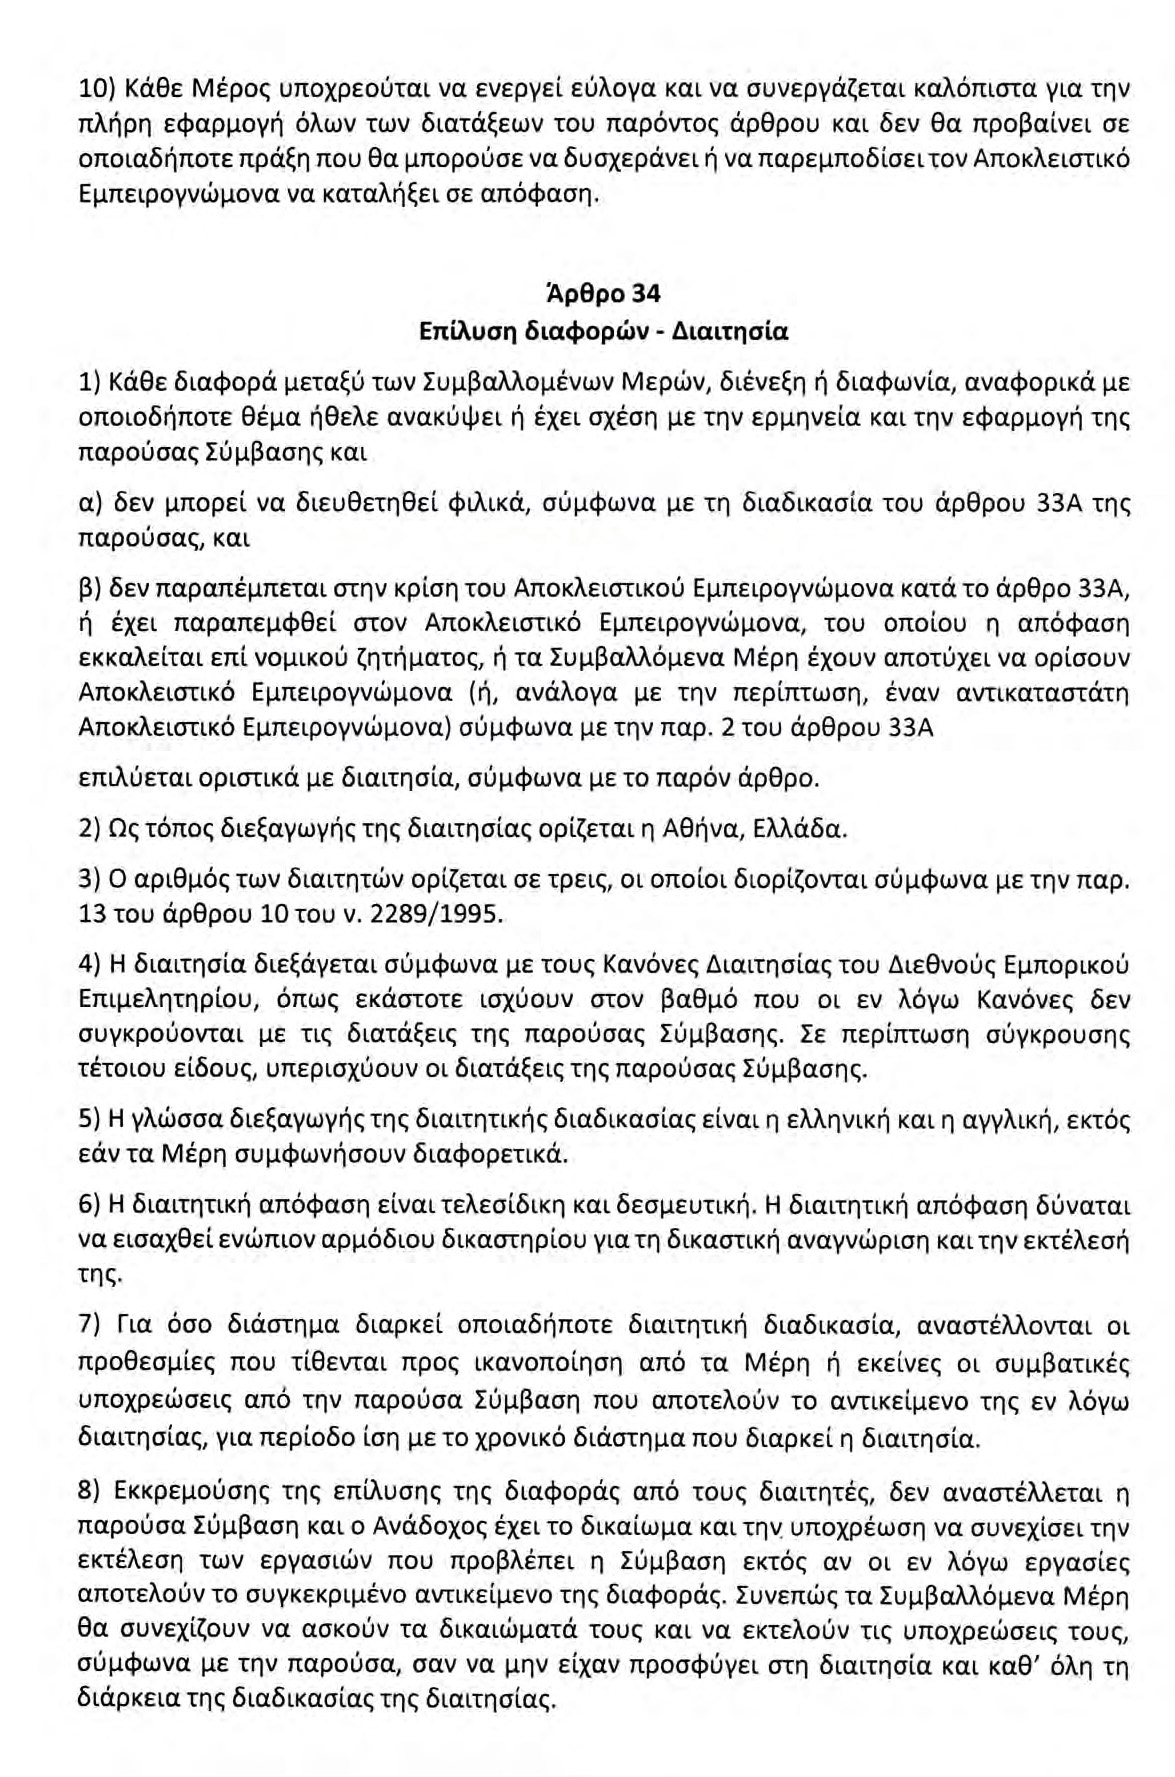 10) Κάθε Μέρος υποχρεούται να ενεργεί εύλογα και να συνεργάζεται καλόπιστα για την
πλήρη εφαρμογή όλων των διατάξεων του παρόντος άρθρου και δεν θα προβαίνει σε
οποιαδήποτε πράξη που θα μπορούσε να δυσχεράνει ή να παρεμποδίσει τον Αποκλειστικό
Εμπειρογνώμονα να καταλήξει σε απόφαση.
Άρθρο 34
Επίλυση διαφορών - Διαιτησία
1) Κάθε διαφορά μεταξύ των Συμβαλλομένων Μερών, διένεξη ή διαφωνία, αναφορικά με
οποιοδήποτε θέμα ήθελε ανακύψει ή έχει σχέση με την ερμηνεία και την εφαρμογή της
παρούσας Σύμβασης και
α) δεν μπορεί να διευθετηθεί φιλικά, σύμφωνα με τη διαδικασία του άρθρου 33Α της
παρούσας, και
β) δεν παραπέμπεται στην κρίση του Αποκλειστικού Εμπειρογνώμονα κατά το άρθρο 33Α,
ή έχει παραπεμφθεί στον Αποκλειστικό Εμπειρογνώμονα, του οποίου η απόφαση
εκκαλείται επί νομικού ζητήματος, ή τα Συμβαλλόμενα Μέρη έχουν αποτύχει να ορίσουν
Αποκλειστικό Εμπειρογνώμονα (ή, ανάλογα με την περίπτωση, έναν αντικαταστάτη
Αποκλειστικό Εμπειρογνώμονα) σύμφωνα με την παρ. 2 του άρθρου 33Α
επιλύεται οριστικά με διαιτησία, σύμφωνα με το παρόν άρθρο.
2) Ως τόπος διεξαγωγής της διαιτησίας ορίζεται η Αθήνα, Ελλάδα.
3) Ο αριθμός των διαιτητών ορίζεται σε τρεις, οι οποίοι διορίζονται σύμφωνα με την παρ.
13 του άρθρου 10 του ν. 2289/1995.
4) Η διαιτησία διεξάγεται σύμφωνα με τους Κανόνες Διαιτησίας του Διεθνούς Εμπορικού
Επιμελητηρίου, όπως εκάστοτε ισχύουν στον βαθμό που οι εν λόγω Κανόνες δεν
συγκρούονται με τις διατάξεις της παρούσας Σύμβασης. Σε περίπτωση σύγκρουσης
τέτοιου είδους, υπερισχύουν οι διατάξεις της παρούσας Σύμβασης.
5) Η γλώσσα διεξαγωγής της διαιτητικής διαδικασίας είναι η ελληνική και η αγγλική, εκτός
εάν τα Μέρη συμφωνήσουν διαφορετικά.
6) Η διαιτητική απόφαση είναι τελεσίδικη και δεσμευτική. Η διαιτητική απόφαση δύναται
να εισαχθεί ενώπιον αρμόδιου δικαστηρίου για τη δικαστική αναγνώριση και την εκτέλεσή
της.
7) Για όσο διάστημα διαρκεί οποιαδήποτε διαιτητική διαδικασία, αναστέλλονται οι
προθεσμίες που τίθενται προς ικανοποίηση από τα Μέρη ή εκείνες οι συμβατικές
υποχρεώσεις από την παρούσα Σύμβαση που αποτελούν το αντικείμενο της εν λόγω
διαιτησίας, για περίοδο ίση με το χρονικό διάστημα που διαρκεί η διαιτησία.
8) Εκκρεμούσης της επίλυσης της διαφοράς από τους διαιτητές, δεν αναστέλλεται η
παρούσα Σύμβαση και ο Ανάδοχος έχει το δικαίωμα και την υποχρέωση να συνεχίσει την
εκτέλεση των εργασιών που προβλέπει η Σύμβαση εκτός αν οι εν λόγω εργασίες
αποτελούν το συγκεκριμένο αντικείμενο της διαφοράς. Συνεπώς τα Συμβαλλόμενα Μέρη
θα συνεχίζουν να ασκούν τα δικαιώματά τους και να εκτελούν τις υποχρεώσεις τους,
σύμφωνα με την παρούσα, σαν να μην είχαν προσφύγει στη διαιτησία και καθ’ όλη τη
διάρκεια της διαδικασίας της διαιτησίας.